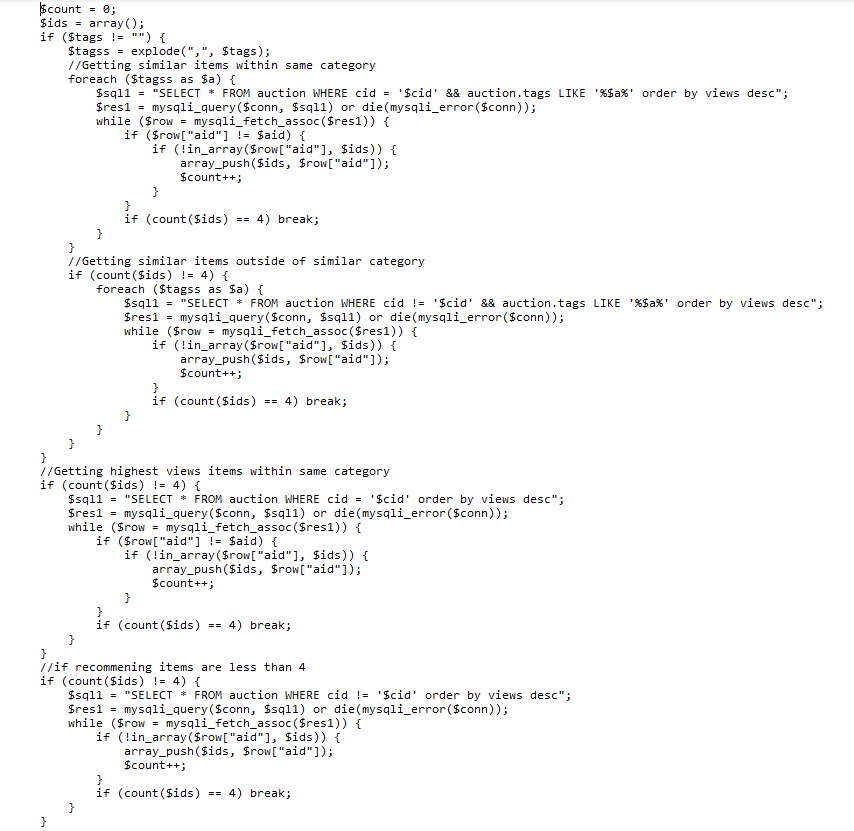 $count = 0;
$ids = array();
if ($tags != "") {
    $tagss = explode(",", $tags);
    //Getting similar items within same category
    foreach ($tagss as $a) {
        $sql1 = "SELECT * FROM auction WHERE cid = '$cid' && auction.tags LIKE '%$a%' order by views desc";
        $res1 = mysqli_query($conn, $sql1) or die(mysqli_error($conn));
        while ($row = mysqli_fetch_assoc($res1)) {
            if ($row["aid"] != $aid) {
                if (!in_array($row["aid"], $ids)) {
                    array_push($ids, $row["aid"]);
                    $count++;
                }
            }
            if (count($ids) == 4) break;
        }
    }
    //Getting similar items outside of similar category
    if (count($ids) != 4) {
        foreach ($tagss as $a) {
            $sql1 = "SELECT * FROM auction WHERE cid != '$cid' && auction.tags LIKE '%$a%' order by views desc";
            $res1 = mysqli_query($conn, $sql1) or die(mysqli_error($conn));
            while ($row = mysqli_fetch_assoc($res1)) {
                if (!in_array($row["aid"], $ids)) {
                    array_push($ids, $row["aid"]);
                    $count++;
                }
                if (count($ids) == 4) break;
            }
        }
    }
}
//Getting highest views items within same category
if (count($ids) != 4) {
    $sql1 = "SELECT * FROM auction WHERE cid = '$cid' order by views desc";
    $res1 = mysqli_query($conn, $sql1) or die(mysqli_error($conn));
    while ($row = mysqli_fetch_assoc($res1)) {
        if ($row["aid"] != $aid) {
            if (!in_array($row["aid"], $ids)) {
                array_push($ids, $row["aid"]);
                $count++;
            }
        }
        if (count($ids) == 4) break;
    }
}
//if recommening items are less than 4
if (count($ids) != 4) {
    $sql1 = "SELECT * FROM auction WHERE cid != '$cid' order by views desc";
    $res1 = mysqli_query($conn, $sql1) or die(mysqli_error($conn));
    while ($row = mysqli_fetch_assoc($res1)) {
        if (!in_array($row["aid"], $ids)) {
            array_push($ids, $row["aid"]);
            $count++;
        }
        if (count($ids) == 4) break;
    }
}